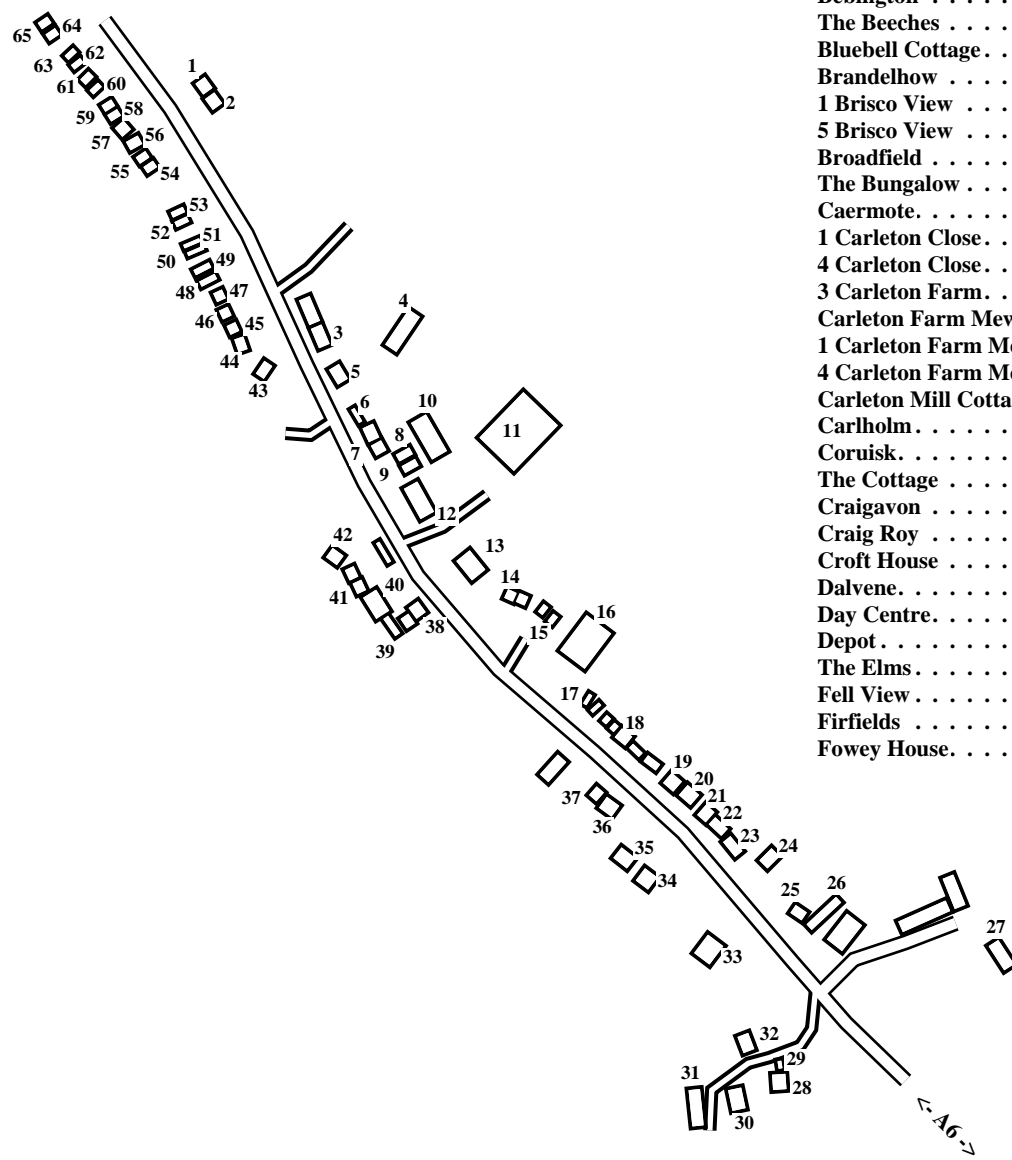 Bebington . . . . .
The Beeches . . . .
Bluebell Cottage . .
Brandelhow . . . .
1 Brisco View . . .
5 Brisco View . . .
Broadfield . . . . .
The Bungalow . . .
Caermote. . . . . .
1 Carleton Close. .
4 Carleton Close. .
3 Carleton Farm. .
Carleton Farm Mew
1 Carleton Farm Me
4 Carleton Farm Me
Carleton Mill Cotta
Carlholm . . . . . .
Coruisk. . . . . . .
The Cottage . . . .
Craigavon . . . . .
Craig Roy . . . . .
Croft House . . . .
Dalvene. . . . . . .
Day Centre. . . . .
Depot . . . . . . . .
The Elms . . . . . .
Fell View . . . . . .
Firfields . . . . . .
Fowey House. . . .
65 64
63 62
61 60
59 58
57 56
55 54
1
2
53
52 51
50 49
48 47
46 45
44
43
3
4
5
6
7
8
9
10
11
12
13
42
41
40
39
38
14
15
16
17
18
19
20
21
22
23
24
37
36
35
34
33
25
26
27
32
29
28
31
30
<- A6 ->